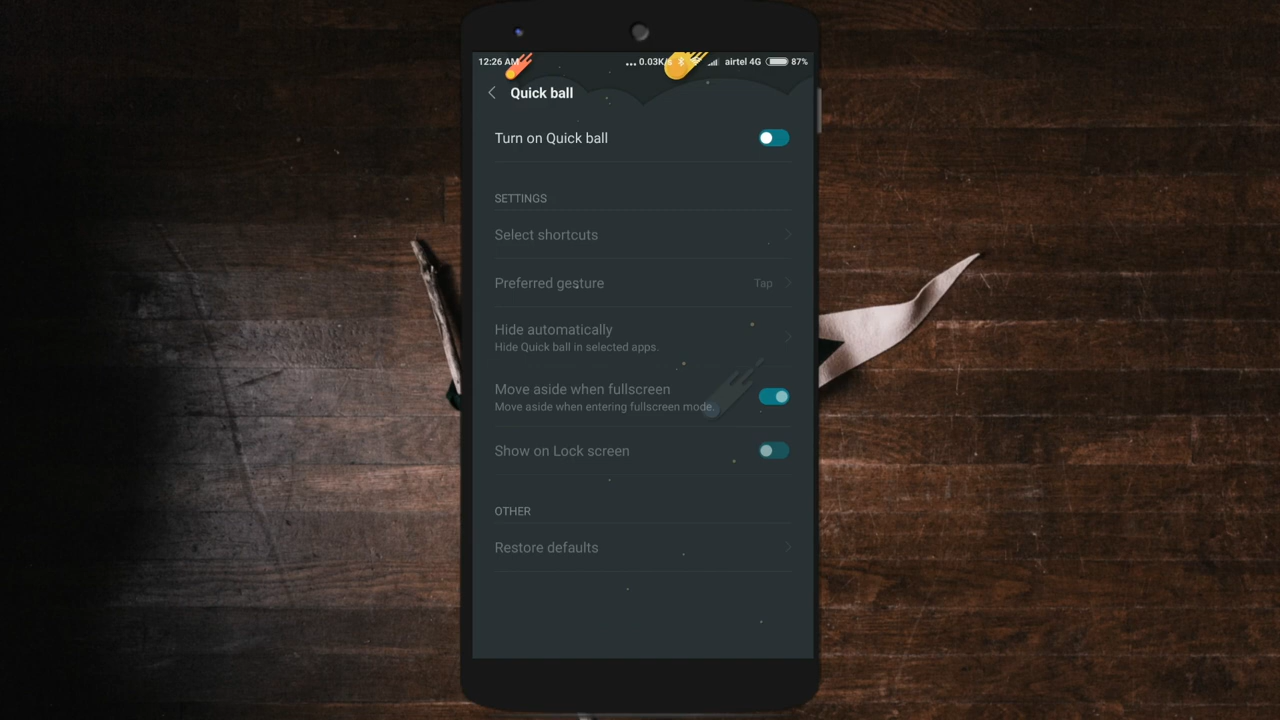 12:26 AM ... 0.03K/s airtel 4G 87%
Quick ball
Turn on Quick ball
SETTINGS
Select shortcuts
Preferred gesture Tap
Hide automatically
Hide Quick ball in selected apps.
Move aside when fullscreen
Move aside when entering fullscreen mode.
Show on Lock screen
OTHER
Restore defaults